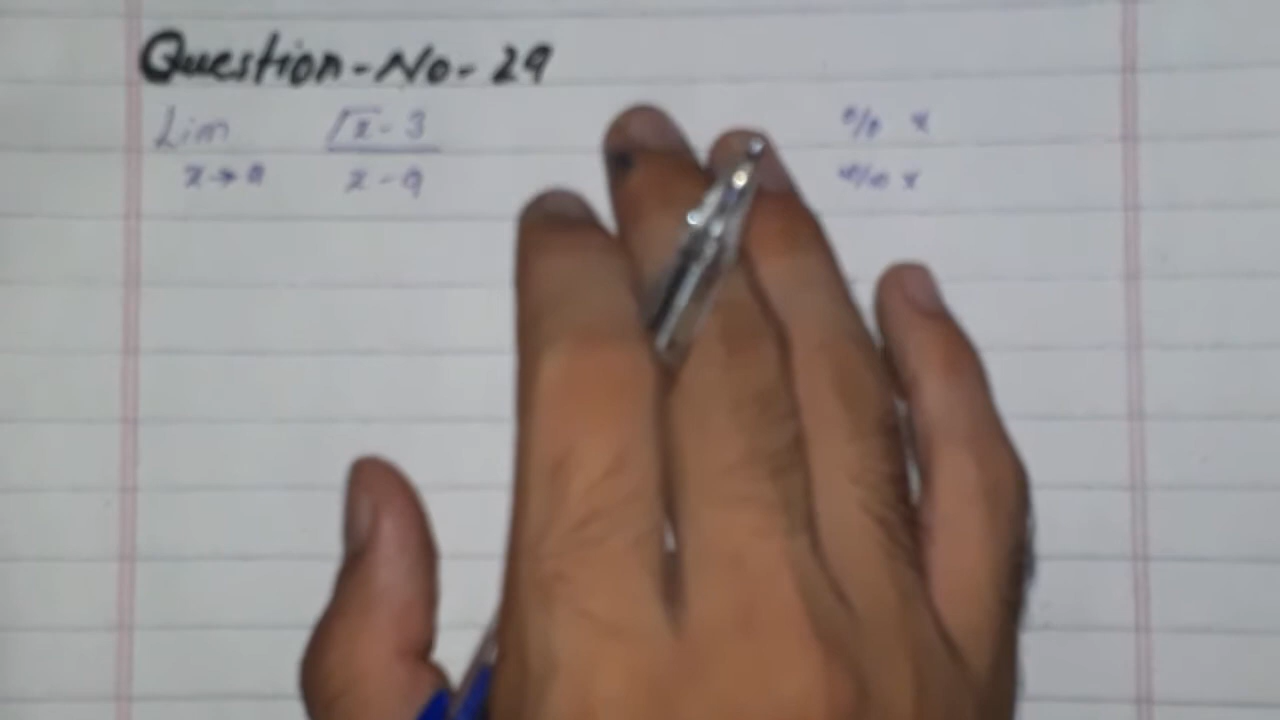 Question-No-29
Lim √x - 3 0/0 x
x→9 x - 9 ∞/∞ x